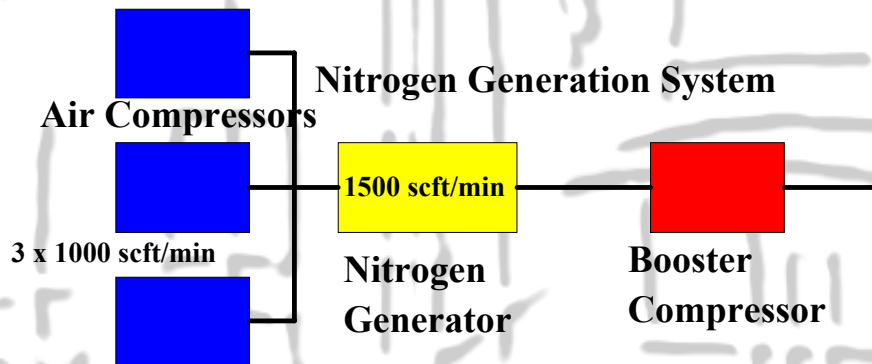 Nitrogen Generation System
Air Compressors
1500 scft/min
3 x 1000 scft/min
Nitrogen
Generator
Booster
Compressor